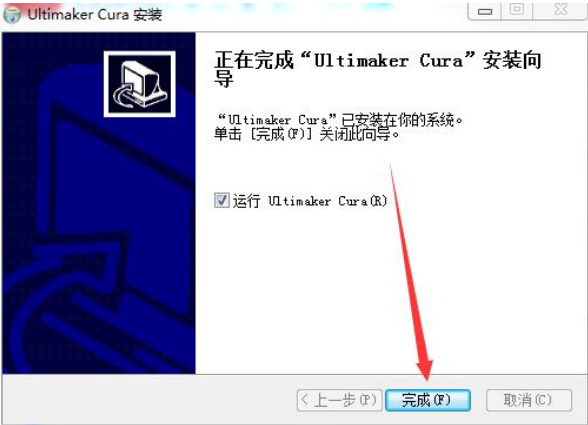 Ultimaker Cura 安装
正在完成“Ultimaker Cura”安装向
导
“Ultimaker Cura”已安装在你的系统。
单击 [完成(F)] 关闭此向导。
运行 Ultimaker Cura(R)
< 上一步(P) 完成(F) 取消(C)